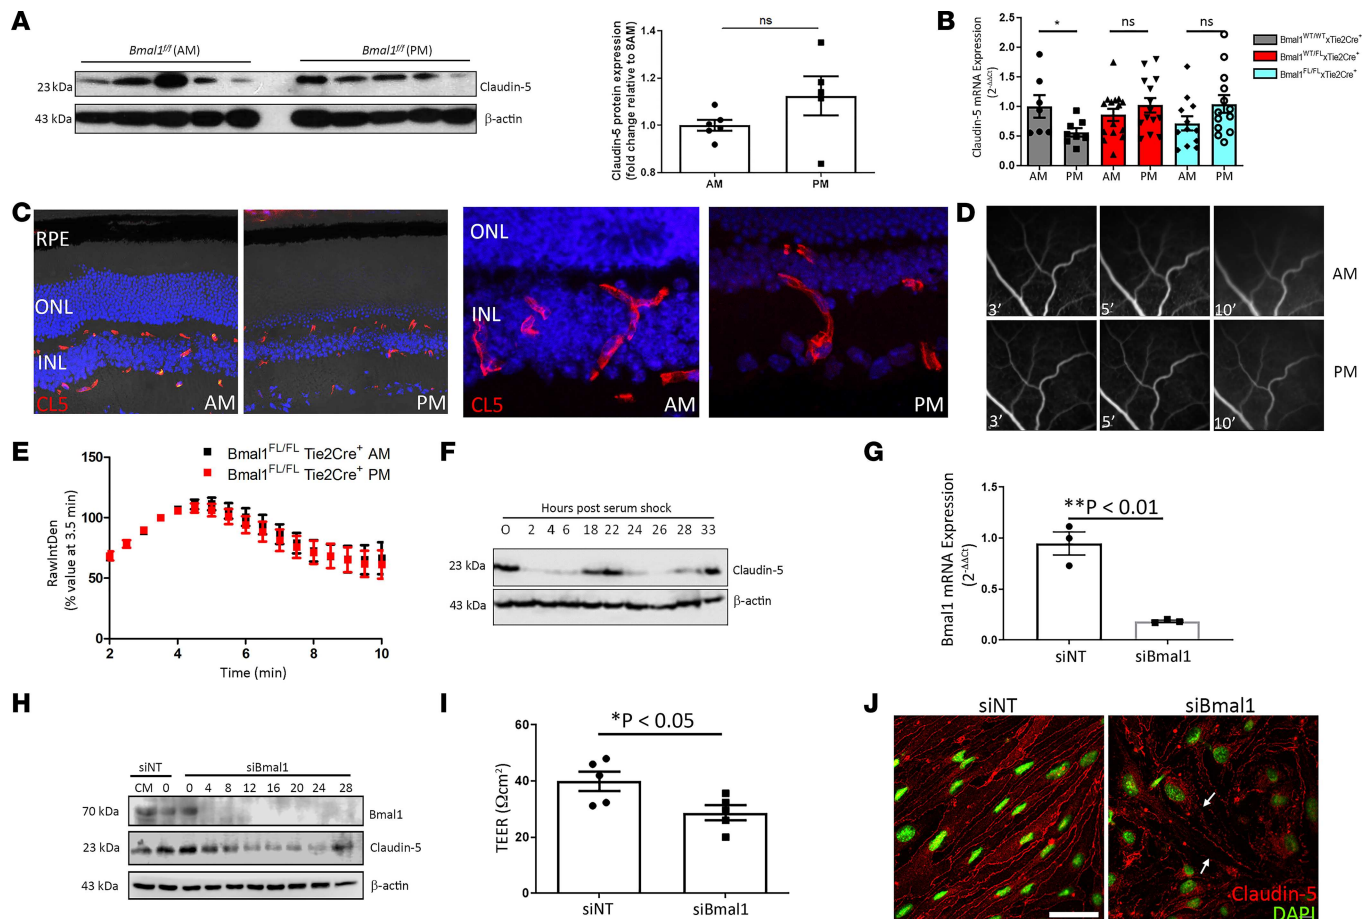 A
Bmal1f/f (AM)
Bmal1f/f (PM)
23 kDa
Claudin-5
43 kDa
β-actin
ns
Claudin-5 protein expression
(fold change relative to 8AM)
1.4
1.2
1.0
0.8
AM
PM
B
Claudin-5 mRNA Expression
(2-ΔΔCt)
2.5
2.0
1.5
1.0
0.5
0.0
*
ns
ns
AM
PM
AM
PM
AM
PM
Bmal1WT/WTxTie2Cre+
Bmal1WT/FLxTie2Cre+
Bmal1FL/FLxTie2Cre+
C
RPE
ONL
INL
CL5
AM
PM
ONL
INL
CL5
AM
PM
D
3’
5’
10’
AM
3’
5’
10’
PM
E
Bmal1FL/FL Tie2Cre+ AM
Bmal1FL/FL Tie2Cre+ PM
RawIntDen
(% value at 3.5 min)
150
100
50
0
2
4
6
8
10
Time (min)
F
Hours post serum shock
0 2 4 6 18 22 24 26 28 33
23 kDa
Claudin-5
43 kDa
β-actin
G
Bmal1 mRNA Expression
(2-ΔΔCt)
1.5
1.0
0.5
0.0
**P < 0.01
siNT
siBmal1
H
siNT
siBmal1
CM 0 0 4 8 12 16 20 24 28
70 kDa
Bmal1
23 kDa
Claudin-5
43 kDa
β-actin
I
TEER (Ωcm2)
60
40
20
0
*P < 0.05
siNT
siBmal1
J
siNT
siBmal1
Claudin-5
DAPI